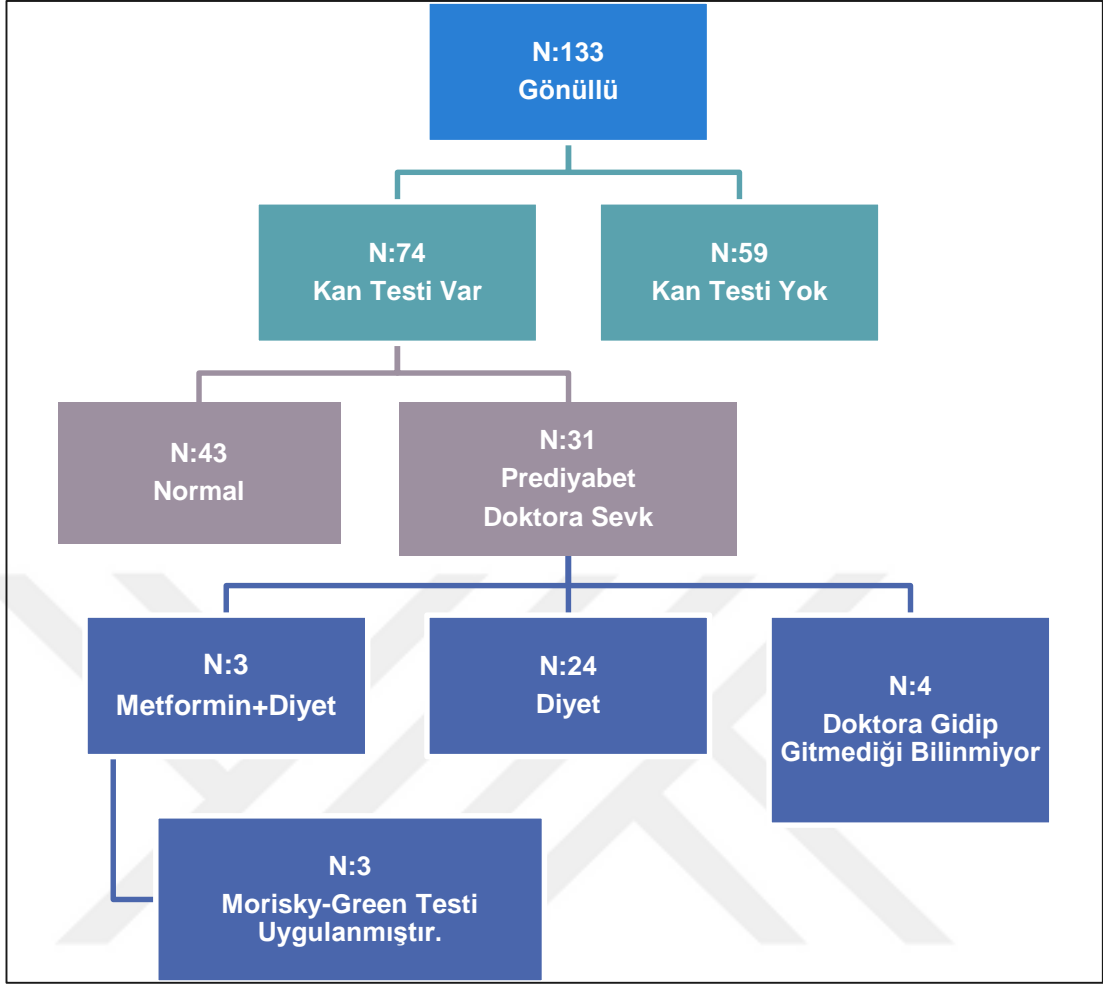 N:133
Gönüllü
N:74
Kan Testi Var
N:59
Kan Testi Yok
N:43
Normal
N:31
Prediyabet
Doktora Sevk
N:3
Metformin+Diyet
N:24
Diyet
N:4
Doktora Gidip
Gitmediği Bilinmiyor
N:3
Morisky-Green Testi
Uygulanmıştır.